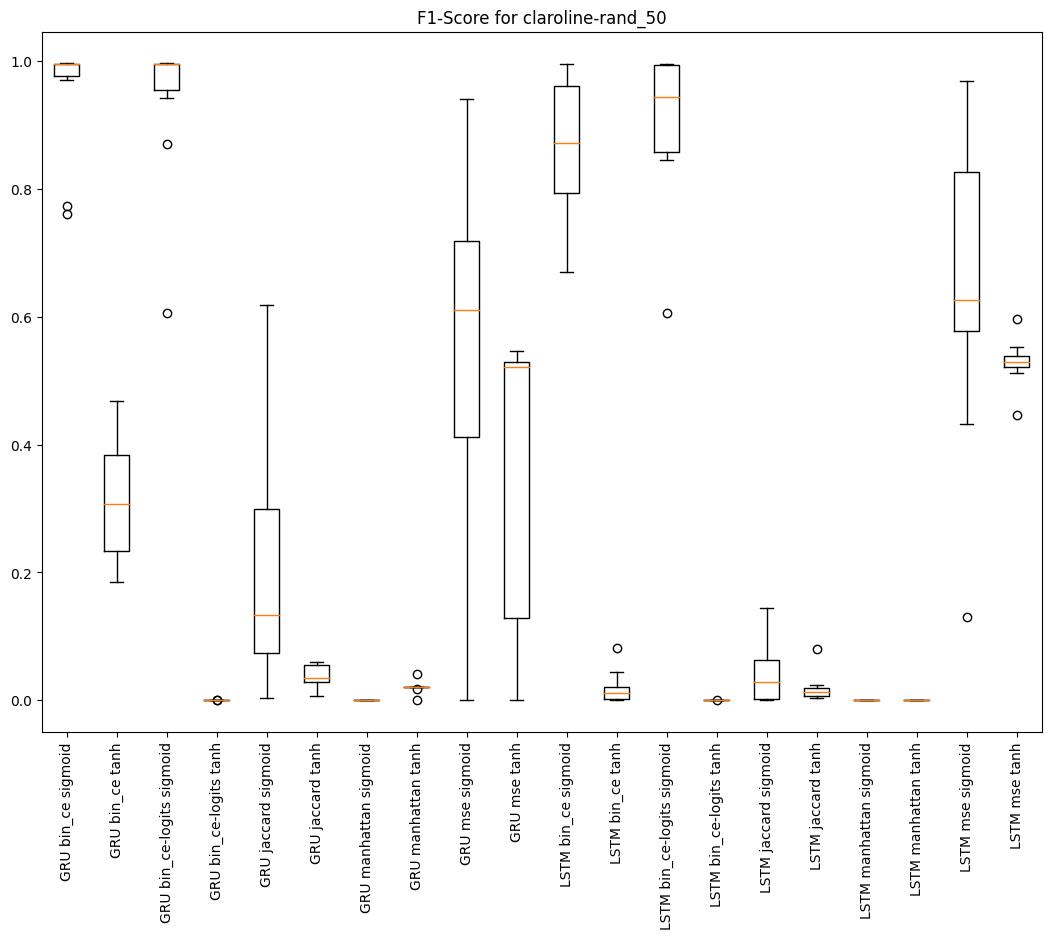 F1-Score for claroline-rand_50
1.0
0.8
0.6
0.4
0.2
0.0
GRU bin_ce sigmoid
GRU bin_ce tanh
GRU bin_ce-logits sigmoid
GRU bin_ce-logits tanh
GRU jaccard sigmoid
GRU jaccard tanh
GRU manhattan sigmoid
GRU manhattan tanh
GRU mse sigmoid
GRU mse tanh
LSTM bin_ce sigmoid
LSTM bin_ce tanh
LSTM bin_ce-logits sigmoid
LSTM bin_ce-logits tanh
LSTM jaccard sigmoid
LSTM jaccard tanh
LSTM manhattan sigmoid
LSTM manhattan tanh
LSTM mse sigmoid
LSTM mse tanh